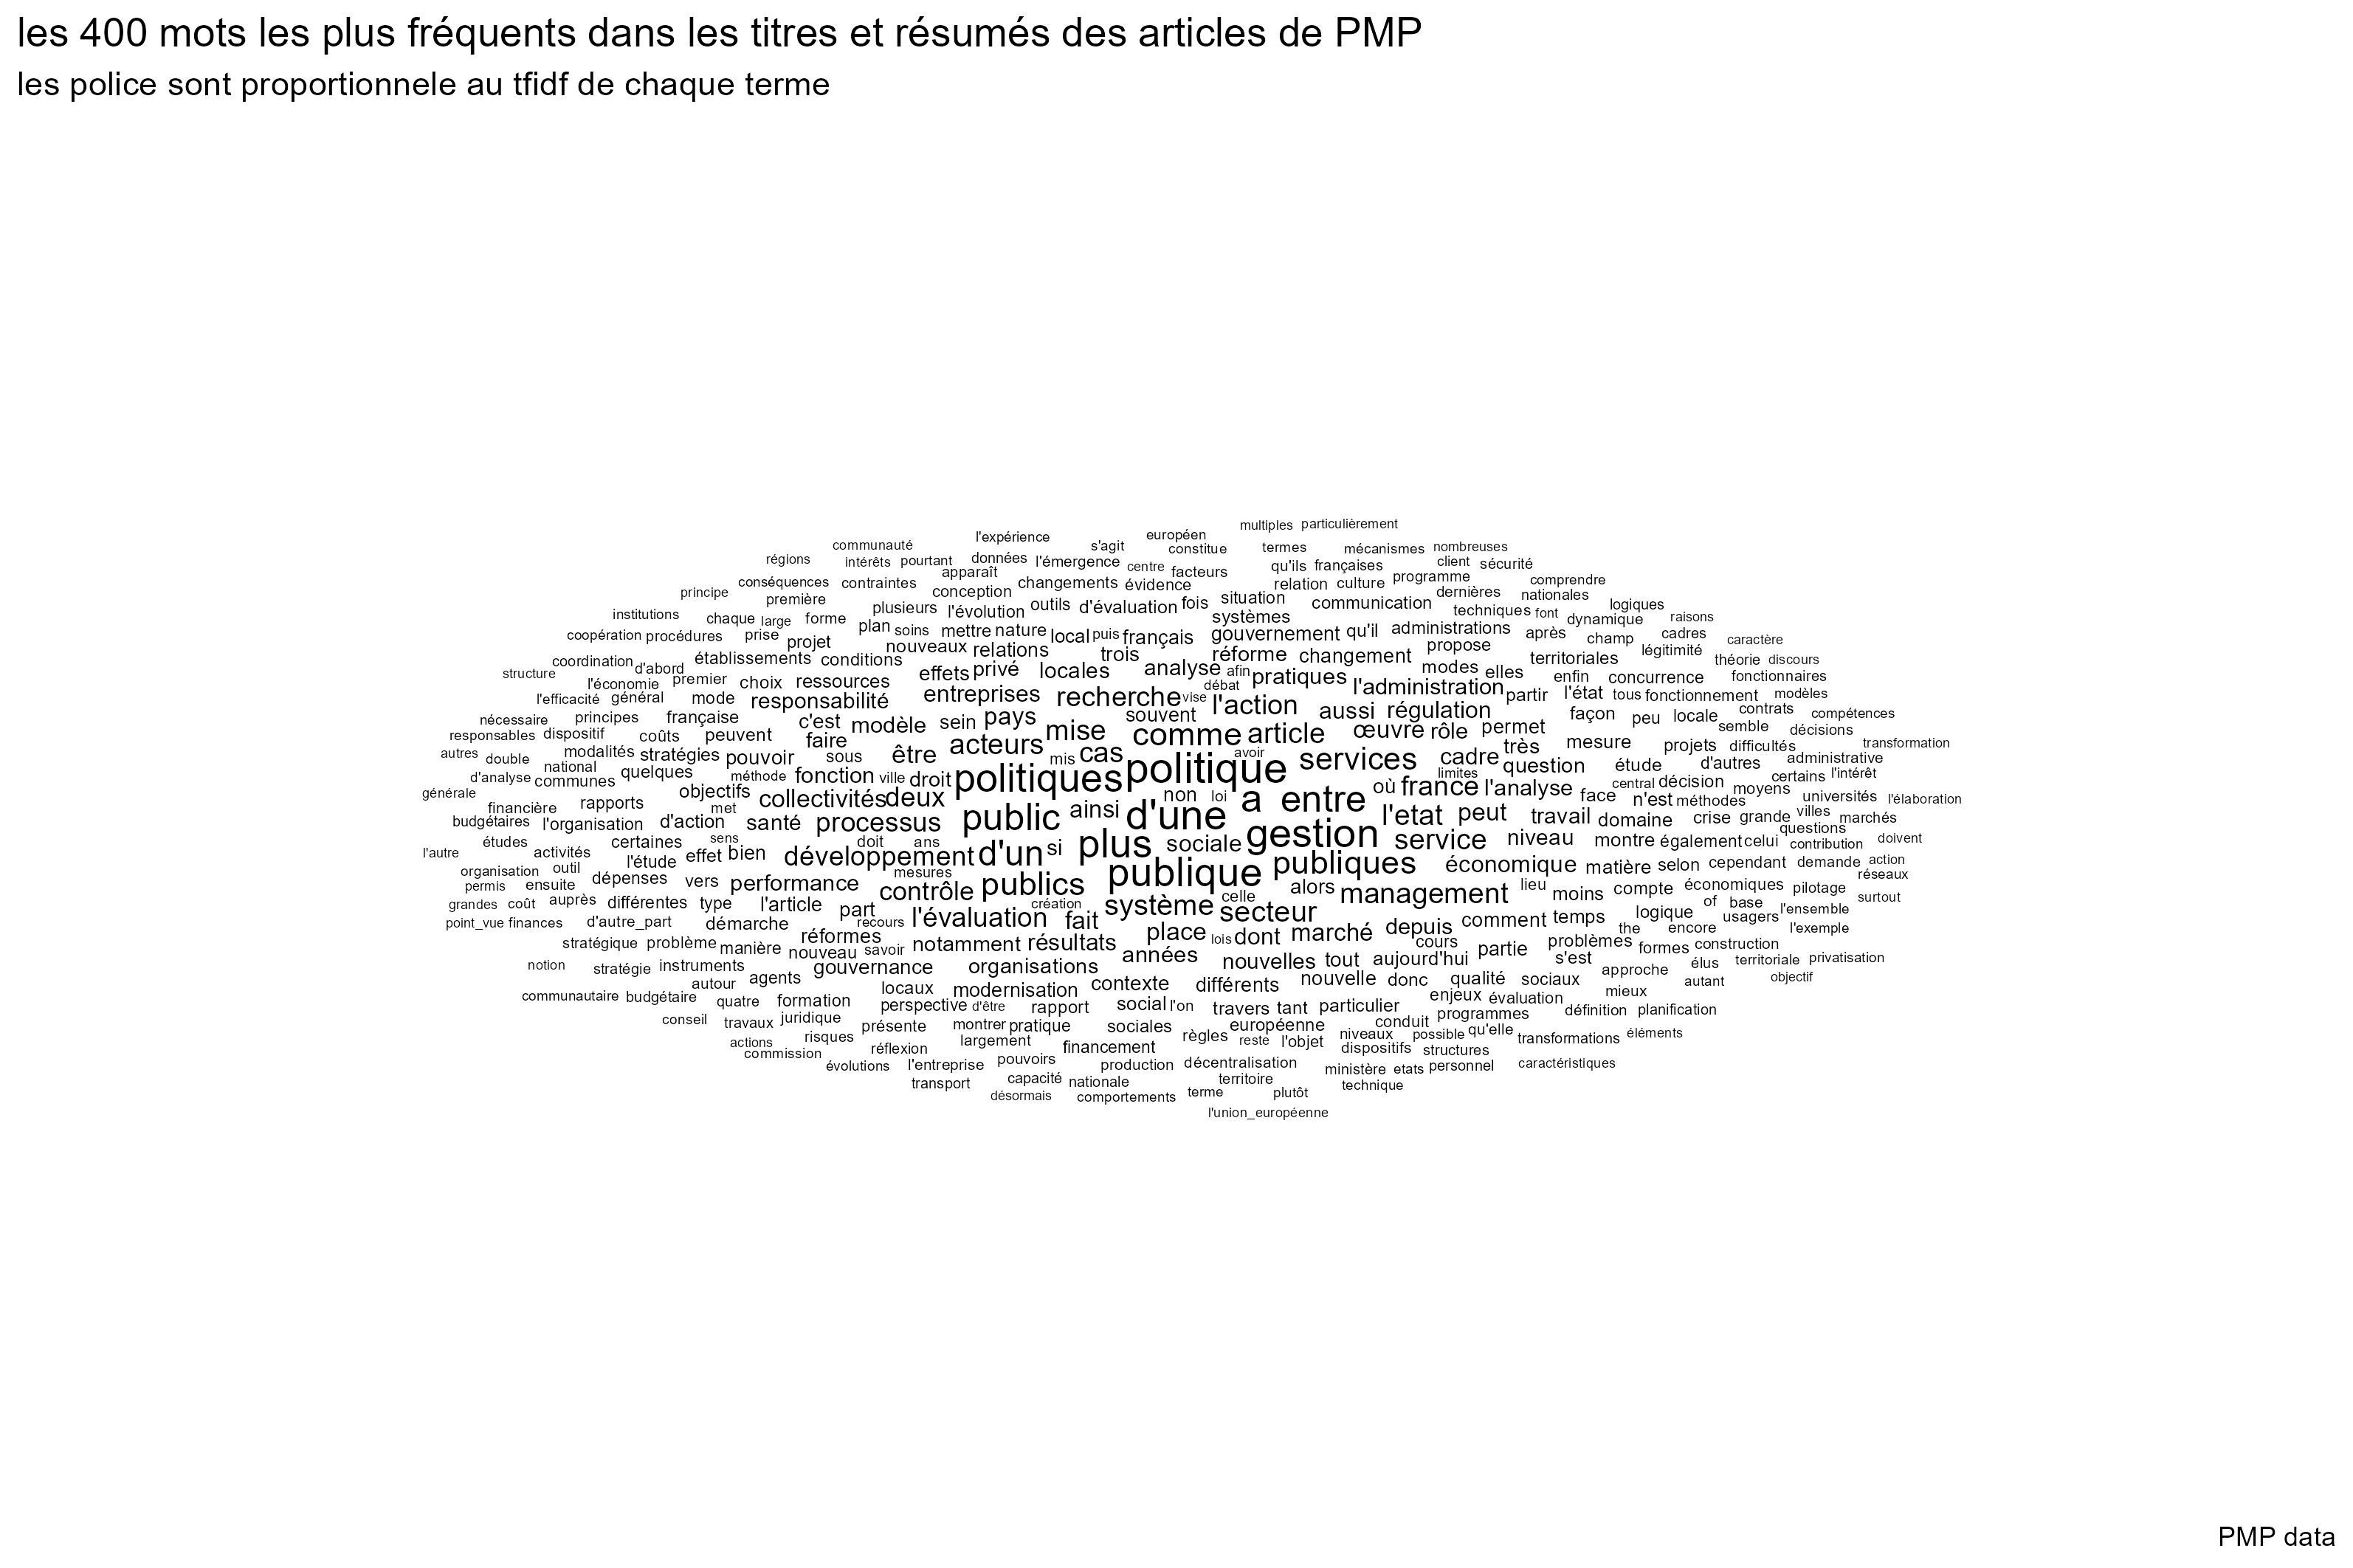 les 400 mots les plus fréquents dans les titres et résumés des articles de PMP
les police sont proportionnele au tfidf de chaque terme
multiples particulièrement
l'expérience européen
communauté s'agit constitue termes mécanismes nombreuses
régions intérêts pourtant données l'émergence centre facteurs qu'ils françaises client sécurité
apparaît
conséquences contraintes changements évidence relation culture programme comprendre
principe première conception dernières nationales
plusieurs l'évolution outils d'évaluation fois situation communication techniques font logiques
institutions chaque large forme systèmes dynamique raisons
coopération procédures prise projet plan soins mettre nature local puis français gouvernement qu'il administrations après champ cadres caractère
nouveaux relations trois réforme changement propose légitimité
structure coordination d'abord établissements conditions effets privé locales analyse afin pratiques modes elles territoriales théorie discours
l'économie premier choix ressources débat l'administration enfin concurrence fonctionnaires
l'efficacité général mode responsabilité entreprises recherche vise l'action partir l'état tous fonctionnement modèles
nécessaire principes française c'est modèle sein pays souvent aussi régulation façon peu locale contrats compétences
responsables dispositif coûts peuvent faire mise comme article œuvre rôle permet semble décisions
autres double modalités stratégies pouvoir sous être acteurs mis cas avoir services cadre très mesure projets difficultés transformation
national quelques question étude d'autres administrative
d'analyse communes méthode fonction ville droit politiques politique limites central décision certains l'intérêt
générale objectifs collectivités deux non loi a entre où france l'analyse face n'est méthodes moyens universités l'élaboration
financière rapports met
budgétaires l'organisation d'action santé processus public ainsi d'une l'etat peut travail domaine crise grande villes marchés
études certaines sens doit ans si plus sociale gestion service niveau montre également celui questions contribution doivent
l'autre activités l'étude effet bien développement d'un publique publiques économique matière selon cependant demande action
organisation outil dépenses vers performance mesures réseaux
permis ensuite contrôle publics alors management lieu moins compte économiques pilotage
grandes coût auprès différentes type l'article part création système celle secteur logique of base l'ensemble surtout
point_vue finances d'autre_part démarche recours l'évaluation fait depuis comment temps usagers
réformes place lois dont marché cours the encore l'exemple
stratégique problème manière nouveau savoir notamment résultats partie problèmes formes construction
notion stratégie instruments gouvernance organisations années nouvelles tout aujourd'hui s'est élus territoriale privatisation
autour agents locaux modernisation contexte différents nouvelle donc qualité sociaux approche autant objectif
communautaire budgétaire quatre formation perspective d'être rapport social l'on travers tant particulier enjeux évaluation mieux
conseil travaux juridique présente montrer pratique sociales européenne conduit programmes définition planification
actions risques largement règles reste l'objet niveaux possible qu'elle transformations éléments
commission réflexion financement dispositifs structures
évolutions l'entreprise pouvoirs production décentralisation ministère etats personnel caractéristiques
transport capacité nationale territoire technique
désormais comportements terme plutôt
l'union_européenne
PMP data